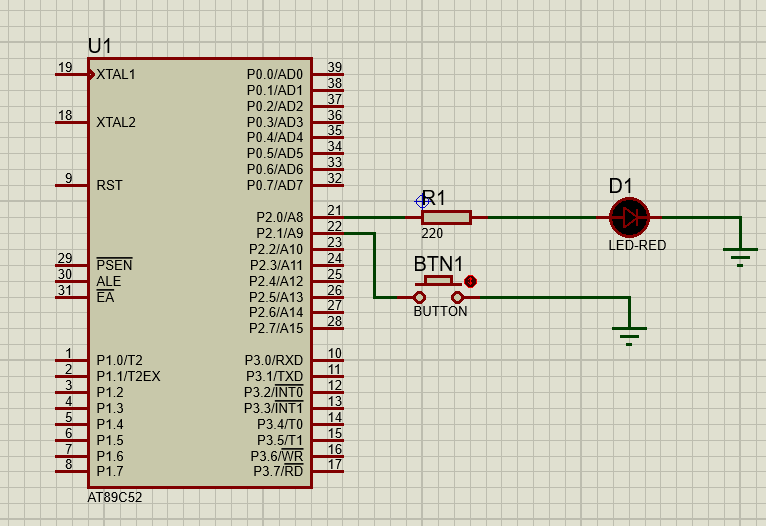 U1
19 XTAL1 P0.0/AD0 39
P0.1/AD1 38
P0.2/AD2 37
18 XTAL2 P0.3/AD3 36
P0.4/AD4 35
P0.5/AD5 34
P0.6/AD6 33
9 RST P0.7/AD7 32
P2.0/A8 21
P2.1/A9 22
P2.2/A10 23
29 PSEN P2.3/A11 24
30 ALE P2.4/A12 25
31 EA P2.5/A13 26
P2.6/A14 27
P2.7/A15 28
1 P1.0/T2 P3.0/RXD 10
2 P1.1/T2EX P3.1/TXD 11
3 P1.2 P3.2/INT0 12
4 P1.3 P3.3/INT1 13
5 P1.4 P3.4/T0 14
6 P1.5 P3.5/T1 15
7 P1.6 P3.6/WR 16
8 P1.7 P3.7/RD 17
AT89C52
R1
220
D1
LED-RED
BTN1
BUTTON